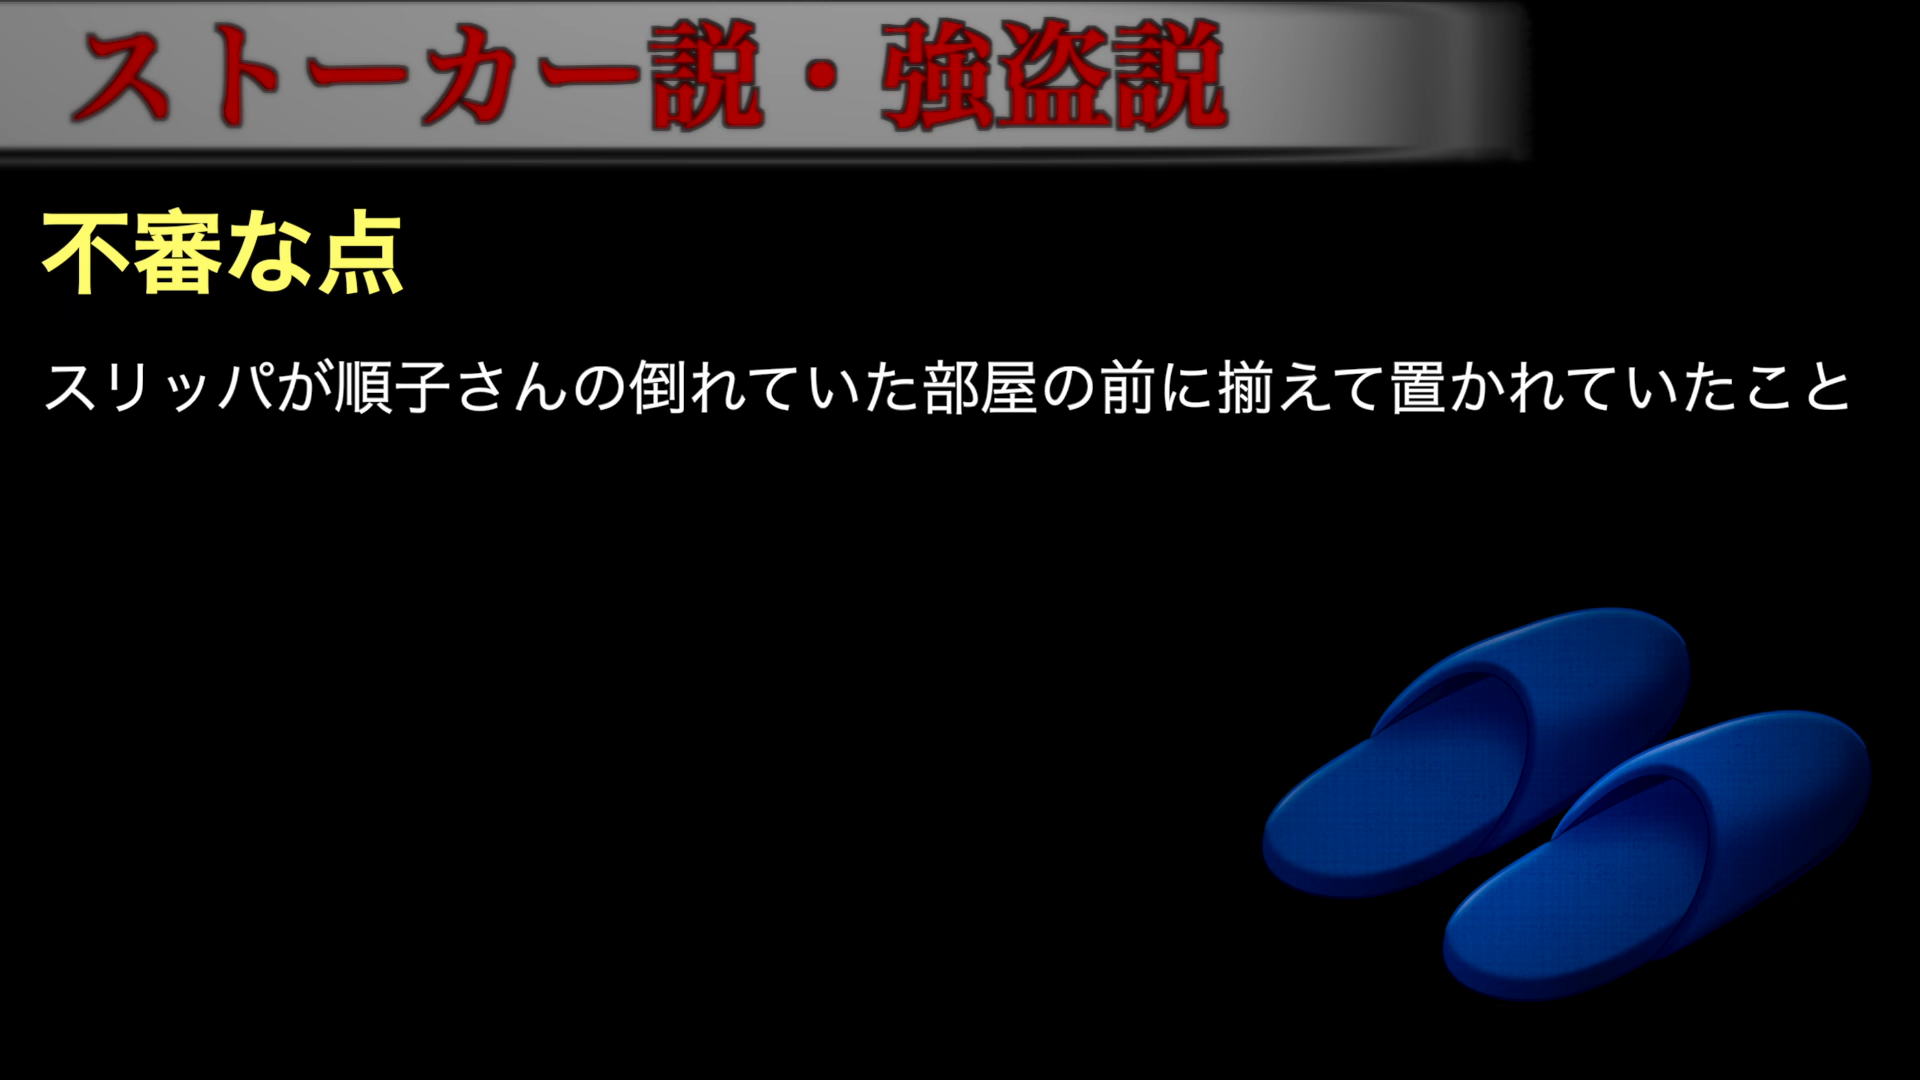 ストーカー説・強盗説
不審な点
スリッパが順子さんの倒れていた部屋の前に揃えて置かれていたこと